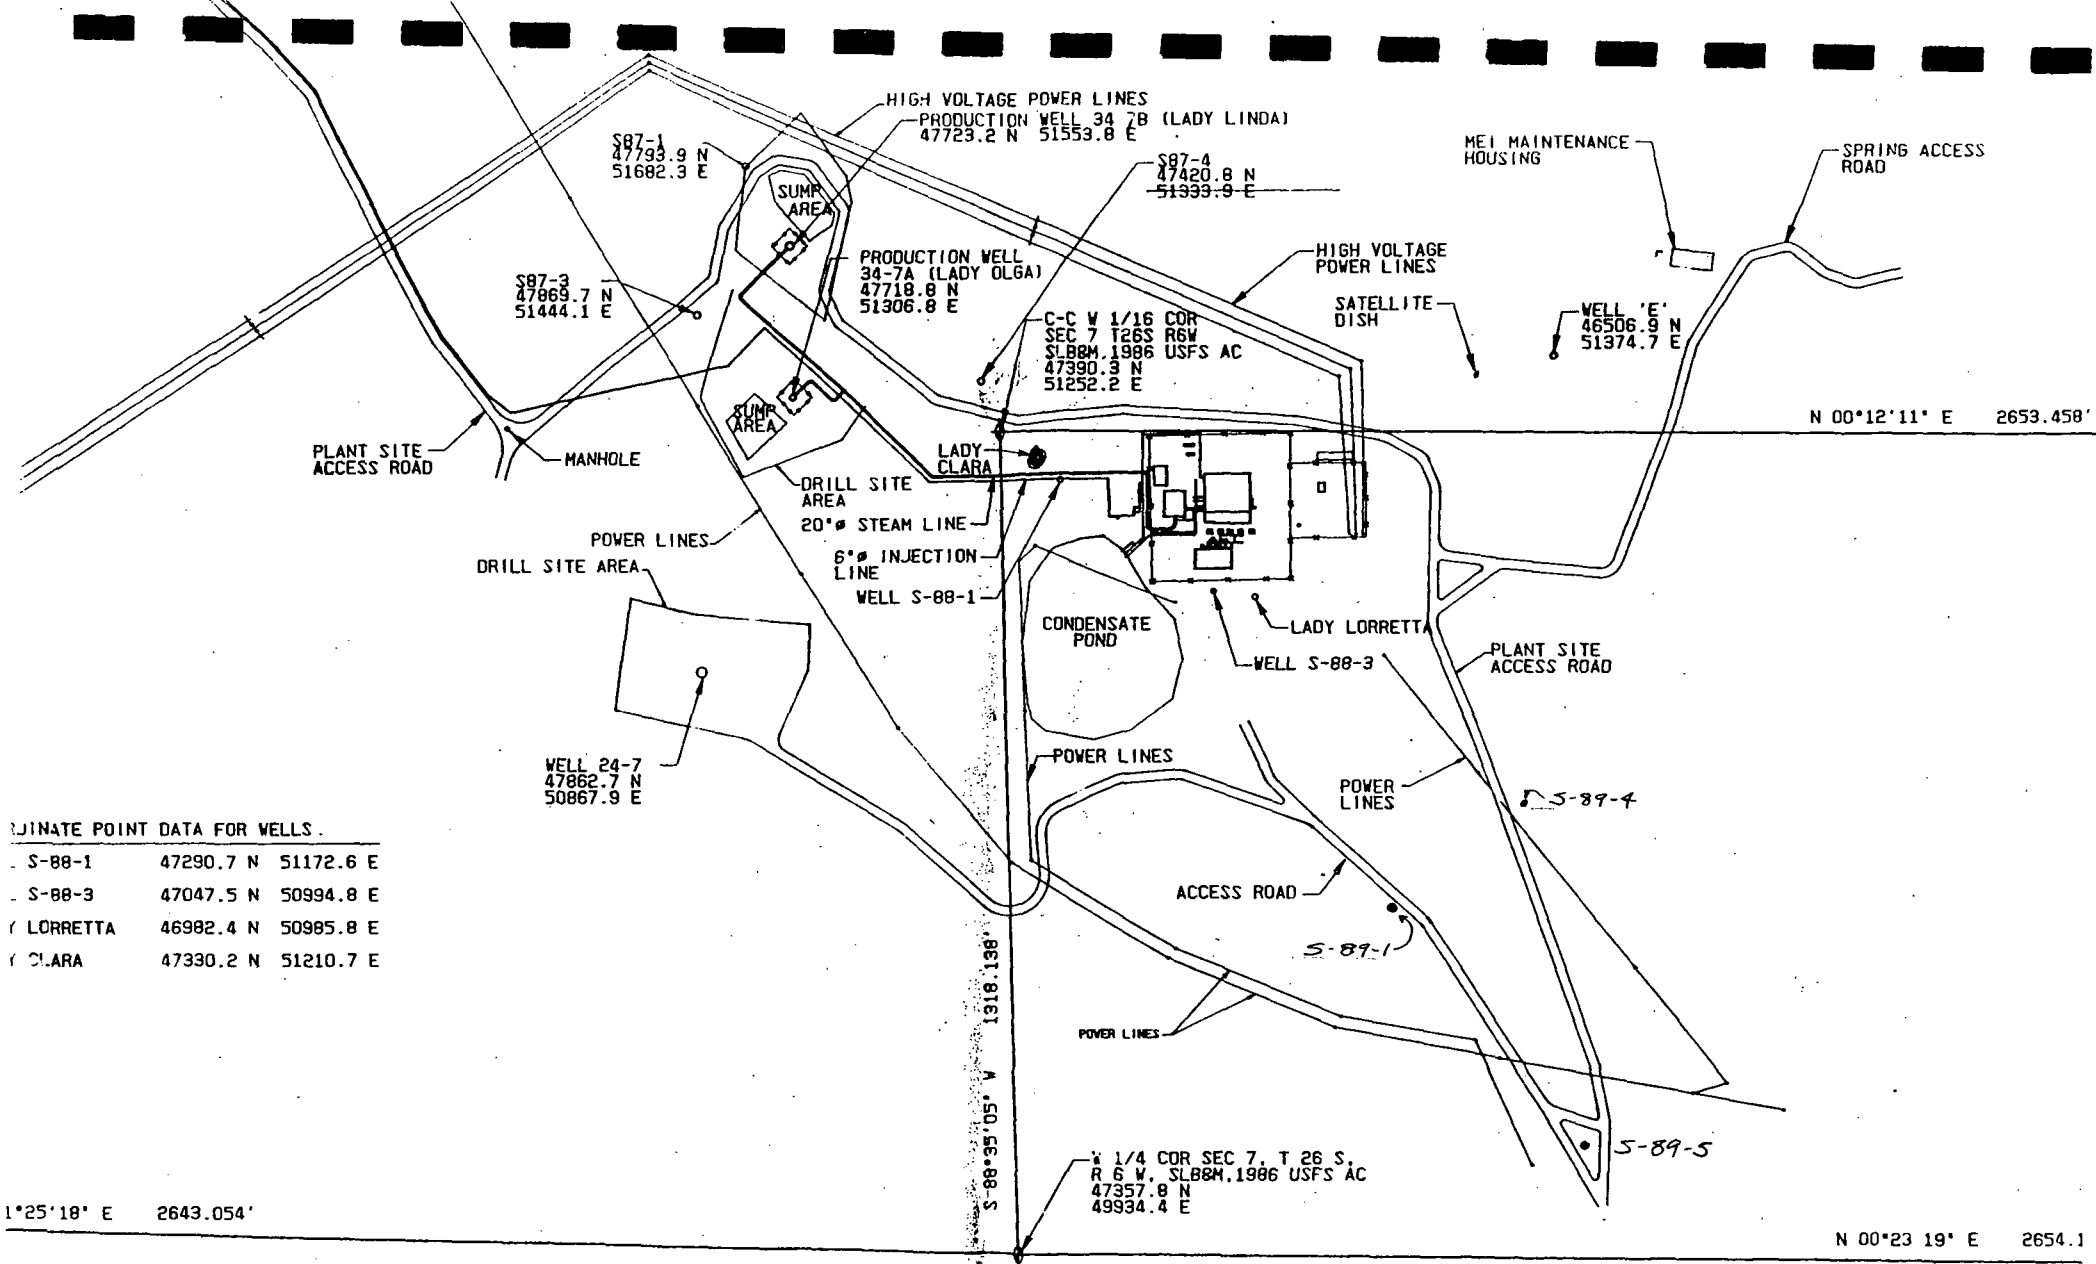 HIGH VOLTAGE POWER LINES
PRODUCTION WELL 34 7B (LADY LINDA)
47723.2 N 51553.8 E
S87-1
47793.9 N
51682.3 E
S87-4
47420.8 N
51333.9 E
MEI MAINTENANCE
HOUSING
SPRING ACCESS
ROAD
SUMP
AREA
PRODUCTION WELL
34-7A (LADY OLGA)
47718.8 N
51306.8 E
HIGH VOLTAGE
POWER LINES
S87-3
47869.7 N
51444.1 E
SATELLITE
DISH
WELL 'E'
46506.9 N
51374.7 E
C-C W 1/16 COR
SEC 7 T26S R6W
SLB&M.1986 USFS AC
47390.3 N
51252.2 E
SUMP
AREA
N 00°12'11" E 2653.458'
PLANT SITE
ACCESS ROAD
MANHOLE
LADY
CLARA
DRILL SITE
AREA
20"ø STEAM LINE
POWER LINES
6"ø INJECTION
LINE
DRILL SITE AREA
WELL S-88-1
CONDENSATE
POND
LADY LORRETTA
WELL S-88-3
PLANT SITE
ACCESS ROAD
WELL 24-7
47862.7 N
50867.9 E
POWER LINES
POWER
LINES
S-89-4
INATE POINT DATA FOR WELLS.
S-88-1 47290.7 N 51172.6 E
S-88-3 47047.5 N 50994.8 E
LORRETTA 46982.4 N 50985.8 E
CLARA 47330.2 N 51210.7 E
ACCESS ROAD
S-89-1
S-88°35'05" W 1318.138'
POWER LINES
S-89-5
W 1/4 COR SEC 7, T 26 S,
R 6 W, SLB&M,1986 USFS AC
47357.8 N
49934.4 E
1°25'18" E 2643.054'
N 00°23 19" E 2654.1